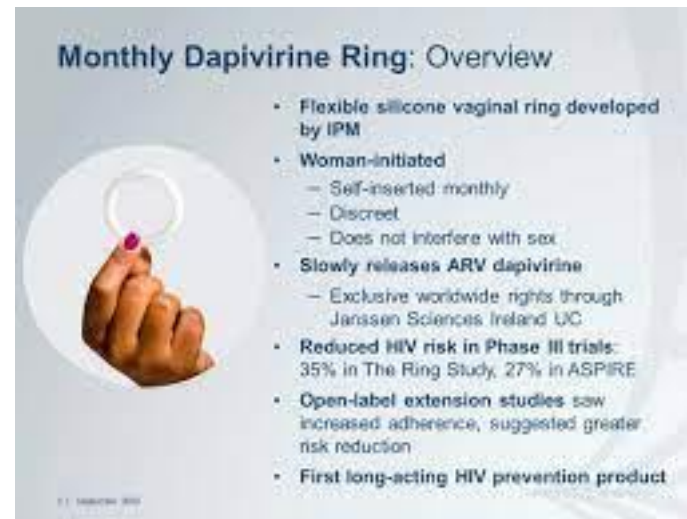 Monthly Dapivirine Ring: Overview
• Flexible silicone vaginal ring developed
by IPM
• Woman-initiated
– Self-inserted monthly
– Discreet
– Does not interfere with sex
• Slowly releases ARV dapivirine
– Exclusive worldwide rights through
Janssen Sciences Ireland UC
• Reduced HIV risk in Phase III trials:
35% in The Ring Study, 27% in ASPIRE
• Open-label extension studies saw
increased adherence, suggested greater
risk reduction
• First long-acting HIV prevention product